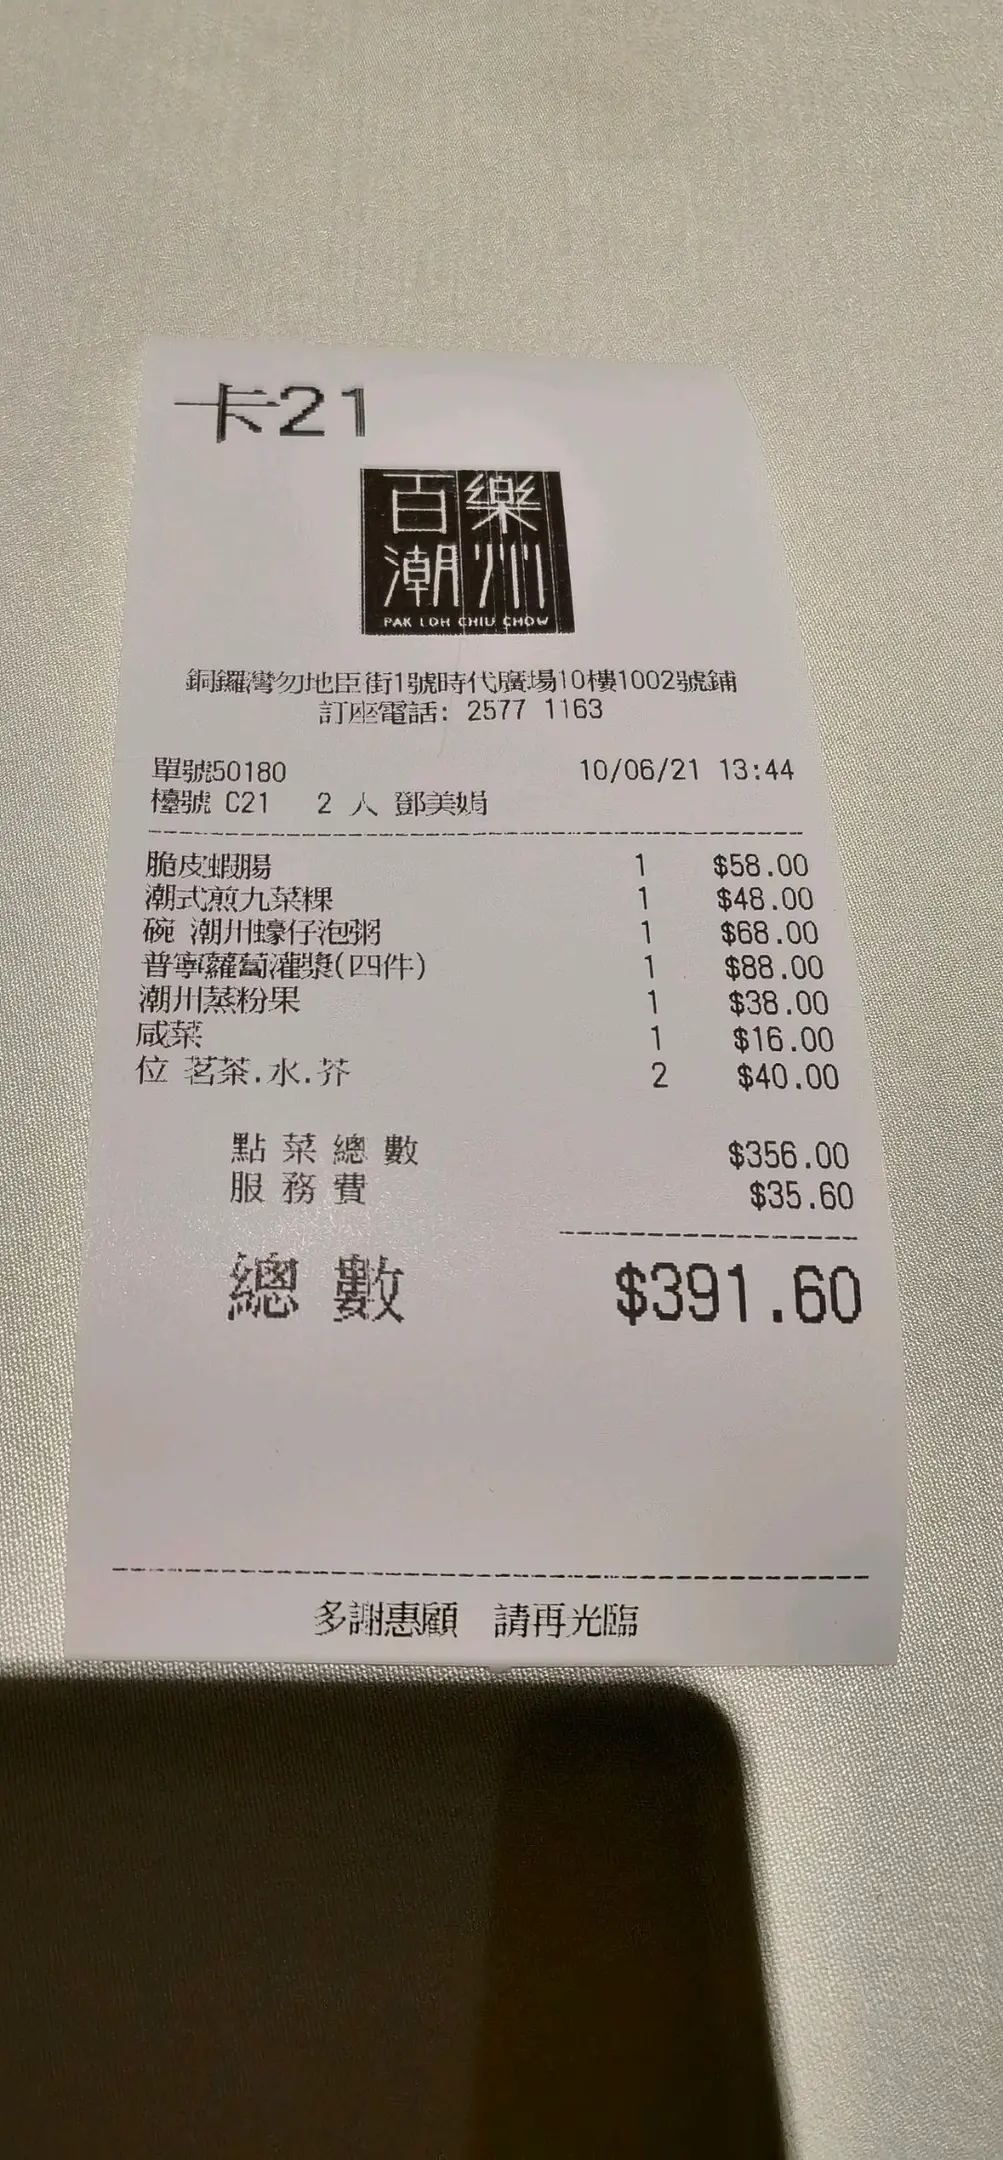 卡21
百樂
潮州
PAK LOH CHIU CHOW
銅鑼灣勿地臣街1號時代廣場10樓1002號鋪
訂座電話: 2577 1163
單號50180 10/06/21 13:44
檯號 C21 2 人 鄧美娟
脆皮蝦腸 1 $58.00
潮式煎九菜粿 1 $48.00
碗 潮州蠔仔泡粥 1 $68.00
普寧蘿蔔灌漿(四件) 1 $88.00
潮州蒸粉果 1 $38.00
咸菜 1 $16.00
位 茗茶.水.芥 2 $40.00
點菜總數 $356.00
服務費 $35.60
總數 $391.60
多謝惠顧 請再光臨